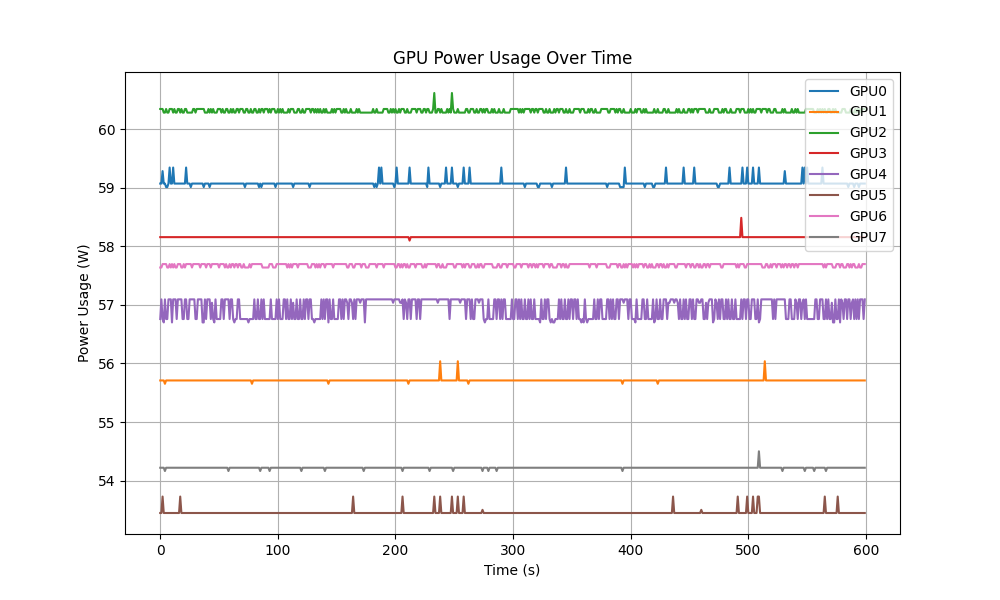 GPU Power Usage Over Time
Power Usage (W)
60
59
58
57
56
55
54
0 100 200 300 400 500 600
Time (s)
GPU0
GPU1
GPU2
GPU3
GPU4
GPU5
GPU6
GPU7